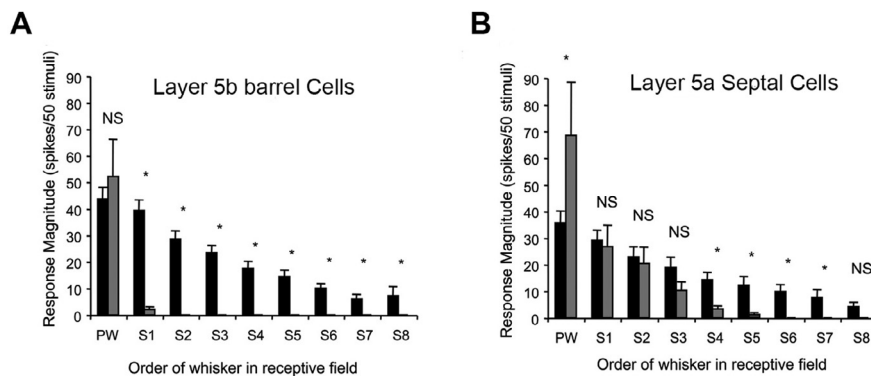 A
Response Magnitude (spikes/50 stimuli)
90
80
70
60
50
40
30
20
10
0
Layer 5b barrel Cells
NS
*
*
*
*
*
*
*
*
PW S1 S2 S3 S4 S5 S6 S7 S8
Order of whisker in receptive field
B
Response Magnitude (spikes/50 stimuli)
90
80
70
60
50
40
30
20
10
0
Layer 5a Septal Cells
*
NS
NS
NS
*
*
*
*
NS
PW S1 S2 S3 S4 S5 S6 S7 S8
Order of whisker in receptive field